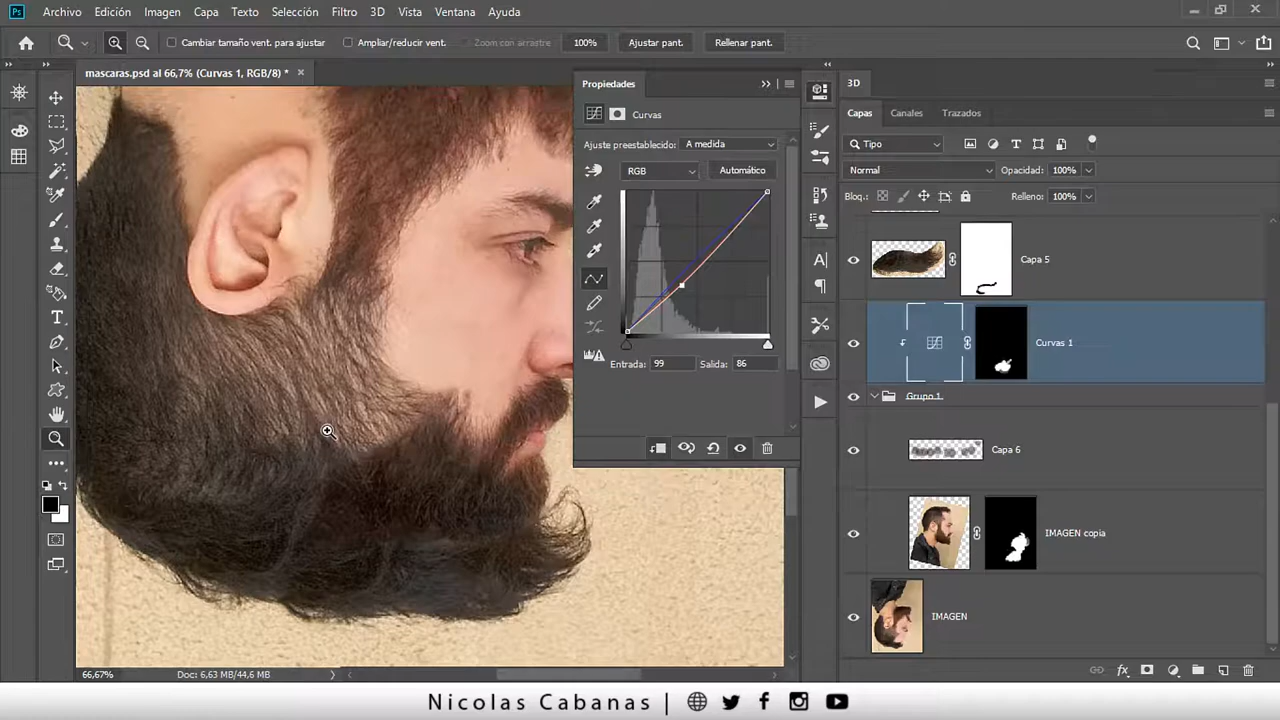 Ps Archivo Edición Imagen Capa Texto Selección Filtro 3D Vista Ventana Ayuda
Cambiar tamaño vent. para ajustar Ampliar/reducir vent. Zoom con arrastre 100% Ajustar pant. Rellenar pant.
mascaras.psd al 66,7% (Curvas 1, RGB/8) *
Propiedades
Curvas
Ajuste preestablecido: A medida
RGB Automático
Entrada: 99 Salida: 86
3D
Capas Canales Trazados
Tipo
Normal Opacidad: 100%
Bloq.: Relleno: 100%
Capa 5
Curvas 1
Grupo 1
Capa 6
IMAGEN copia
IMAGEN
66,67% Doc: 6,63 MB/44,6 MB
Nicolas Cabanas |